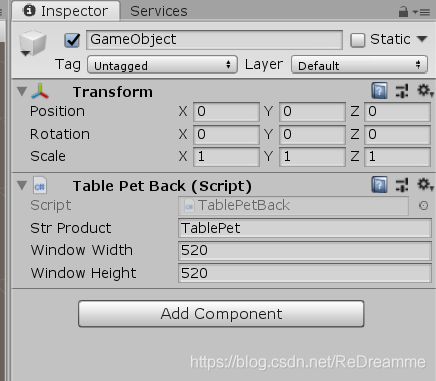 Inspector Services
GameObject Static
Tag Untagged Layer Default
Transform
Position X 0 Y 0 Z 0
Rotation X 0 Y 0 Z 0
Scale X 1 Y 1 Z 1
Table Pet Back (Script)
Script TablePetBack
Str Product TablePet
Window Width 520
Window Height 520
Add Component
https://blog.csdn.net/ReDreamme